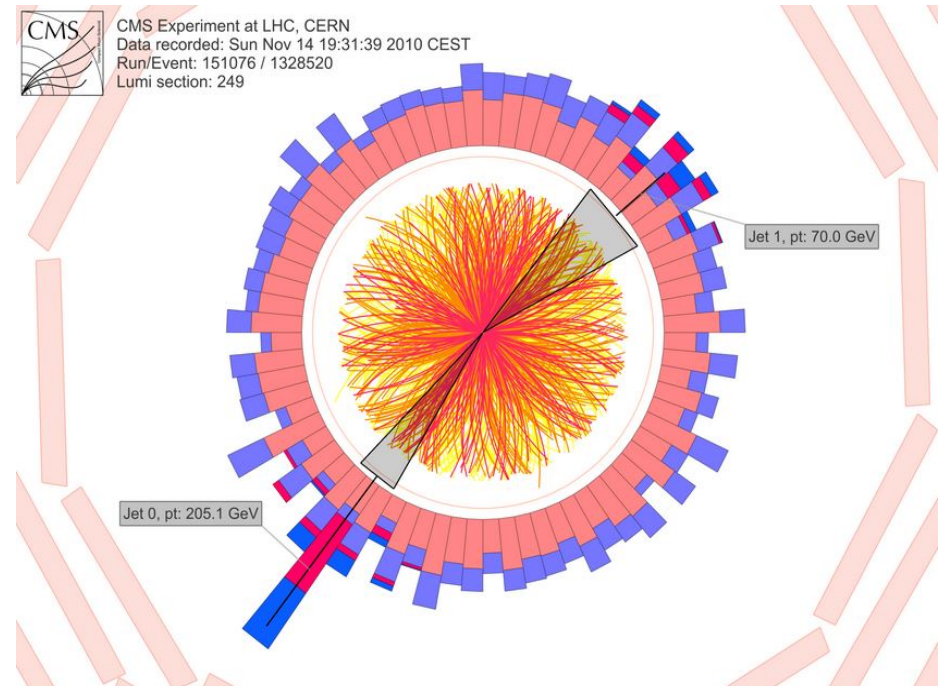 CMS
CMS Experiment at LHC, CERN
Data recorded: Sun Nov 14 19:31:39 2010 CEST
Run/Event: 151076 / 1328520
Lumi section: 249
Jet 1, pt: 70.0 GeV
Jet 0, pt: 205.1 GeV